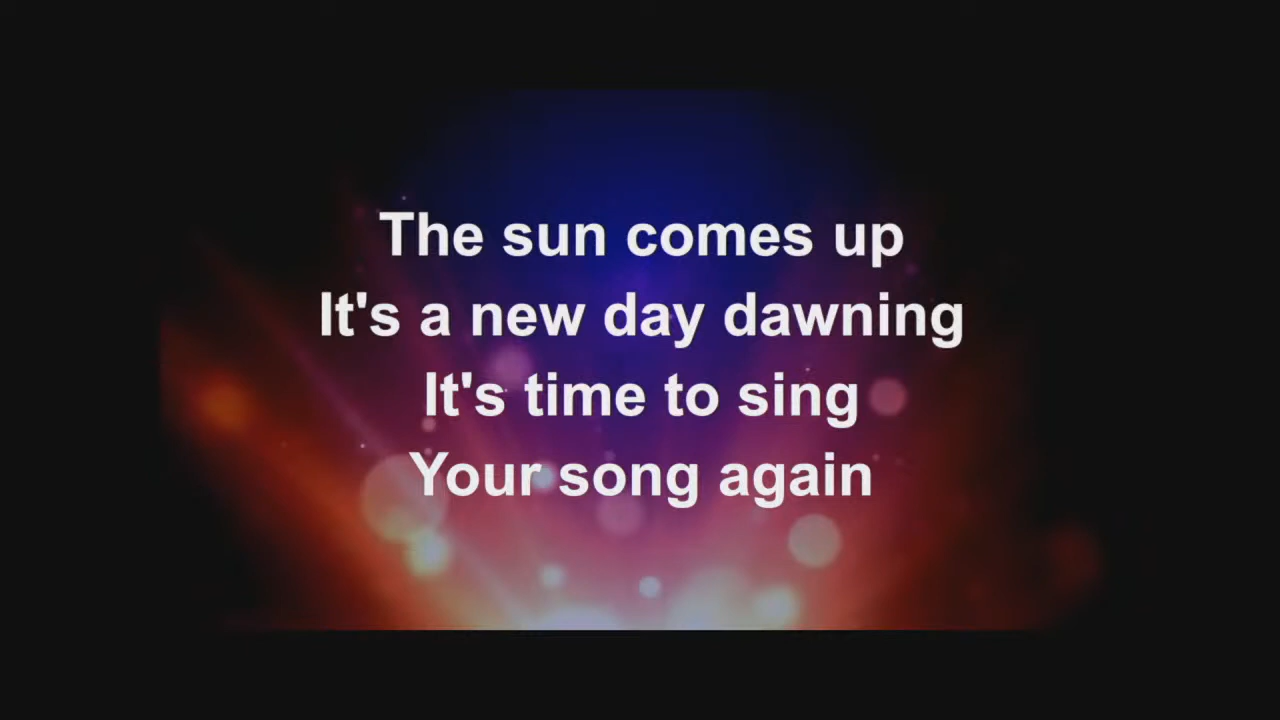 The sun comes up
It's a new day dawning
It's time to sing
Your song again